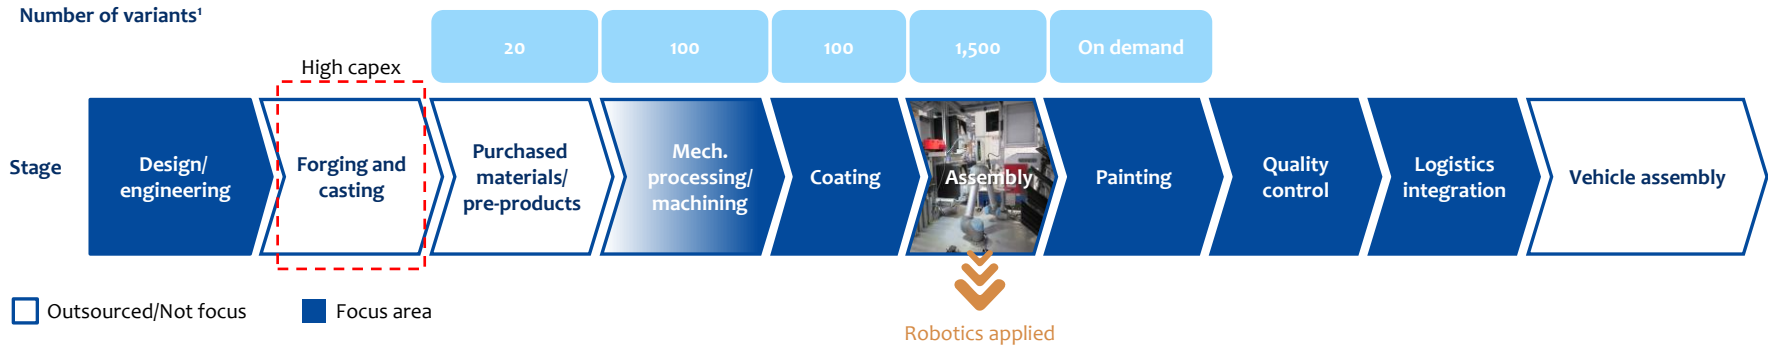 Number of variants¹
20
100
100
1,500
On demand
High capex
Stage
Design/
engineering
Forging and
casting
Purchased
materials/
pre-products
Mech.
processing/
machining
Coating
Assembly
Painting
Quality
control
Logistics
integration
Vehicle assembly
Outsourced/Not focus
Focus area
Robotics applied